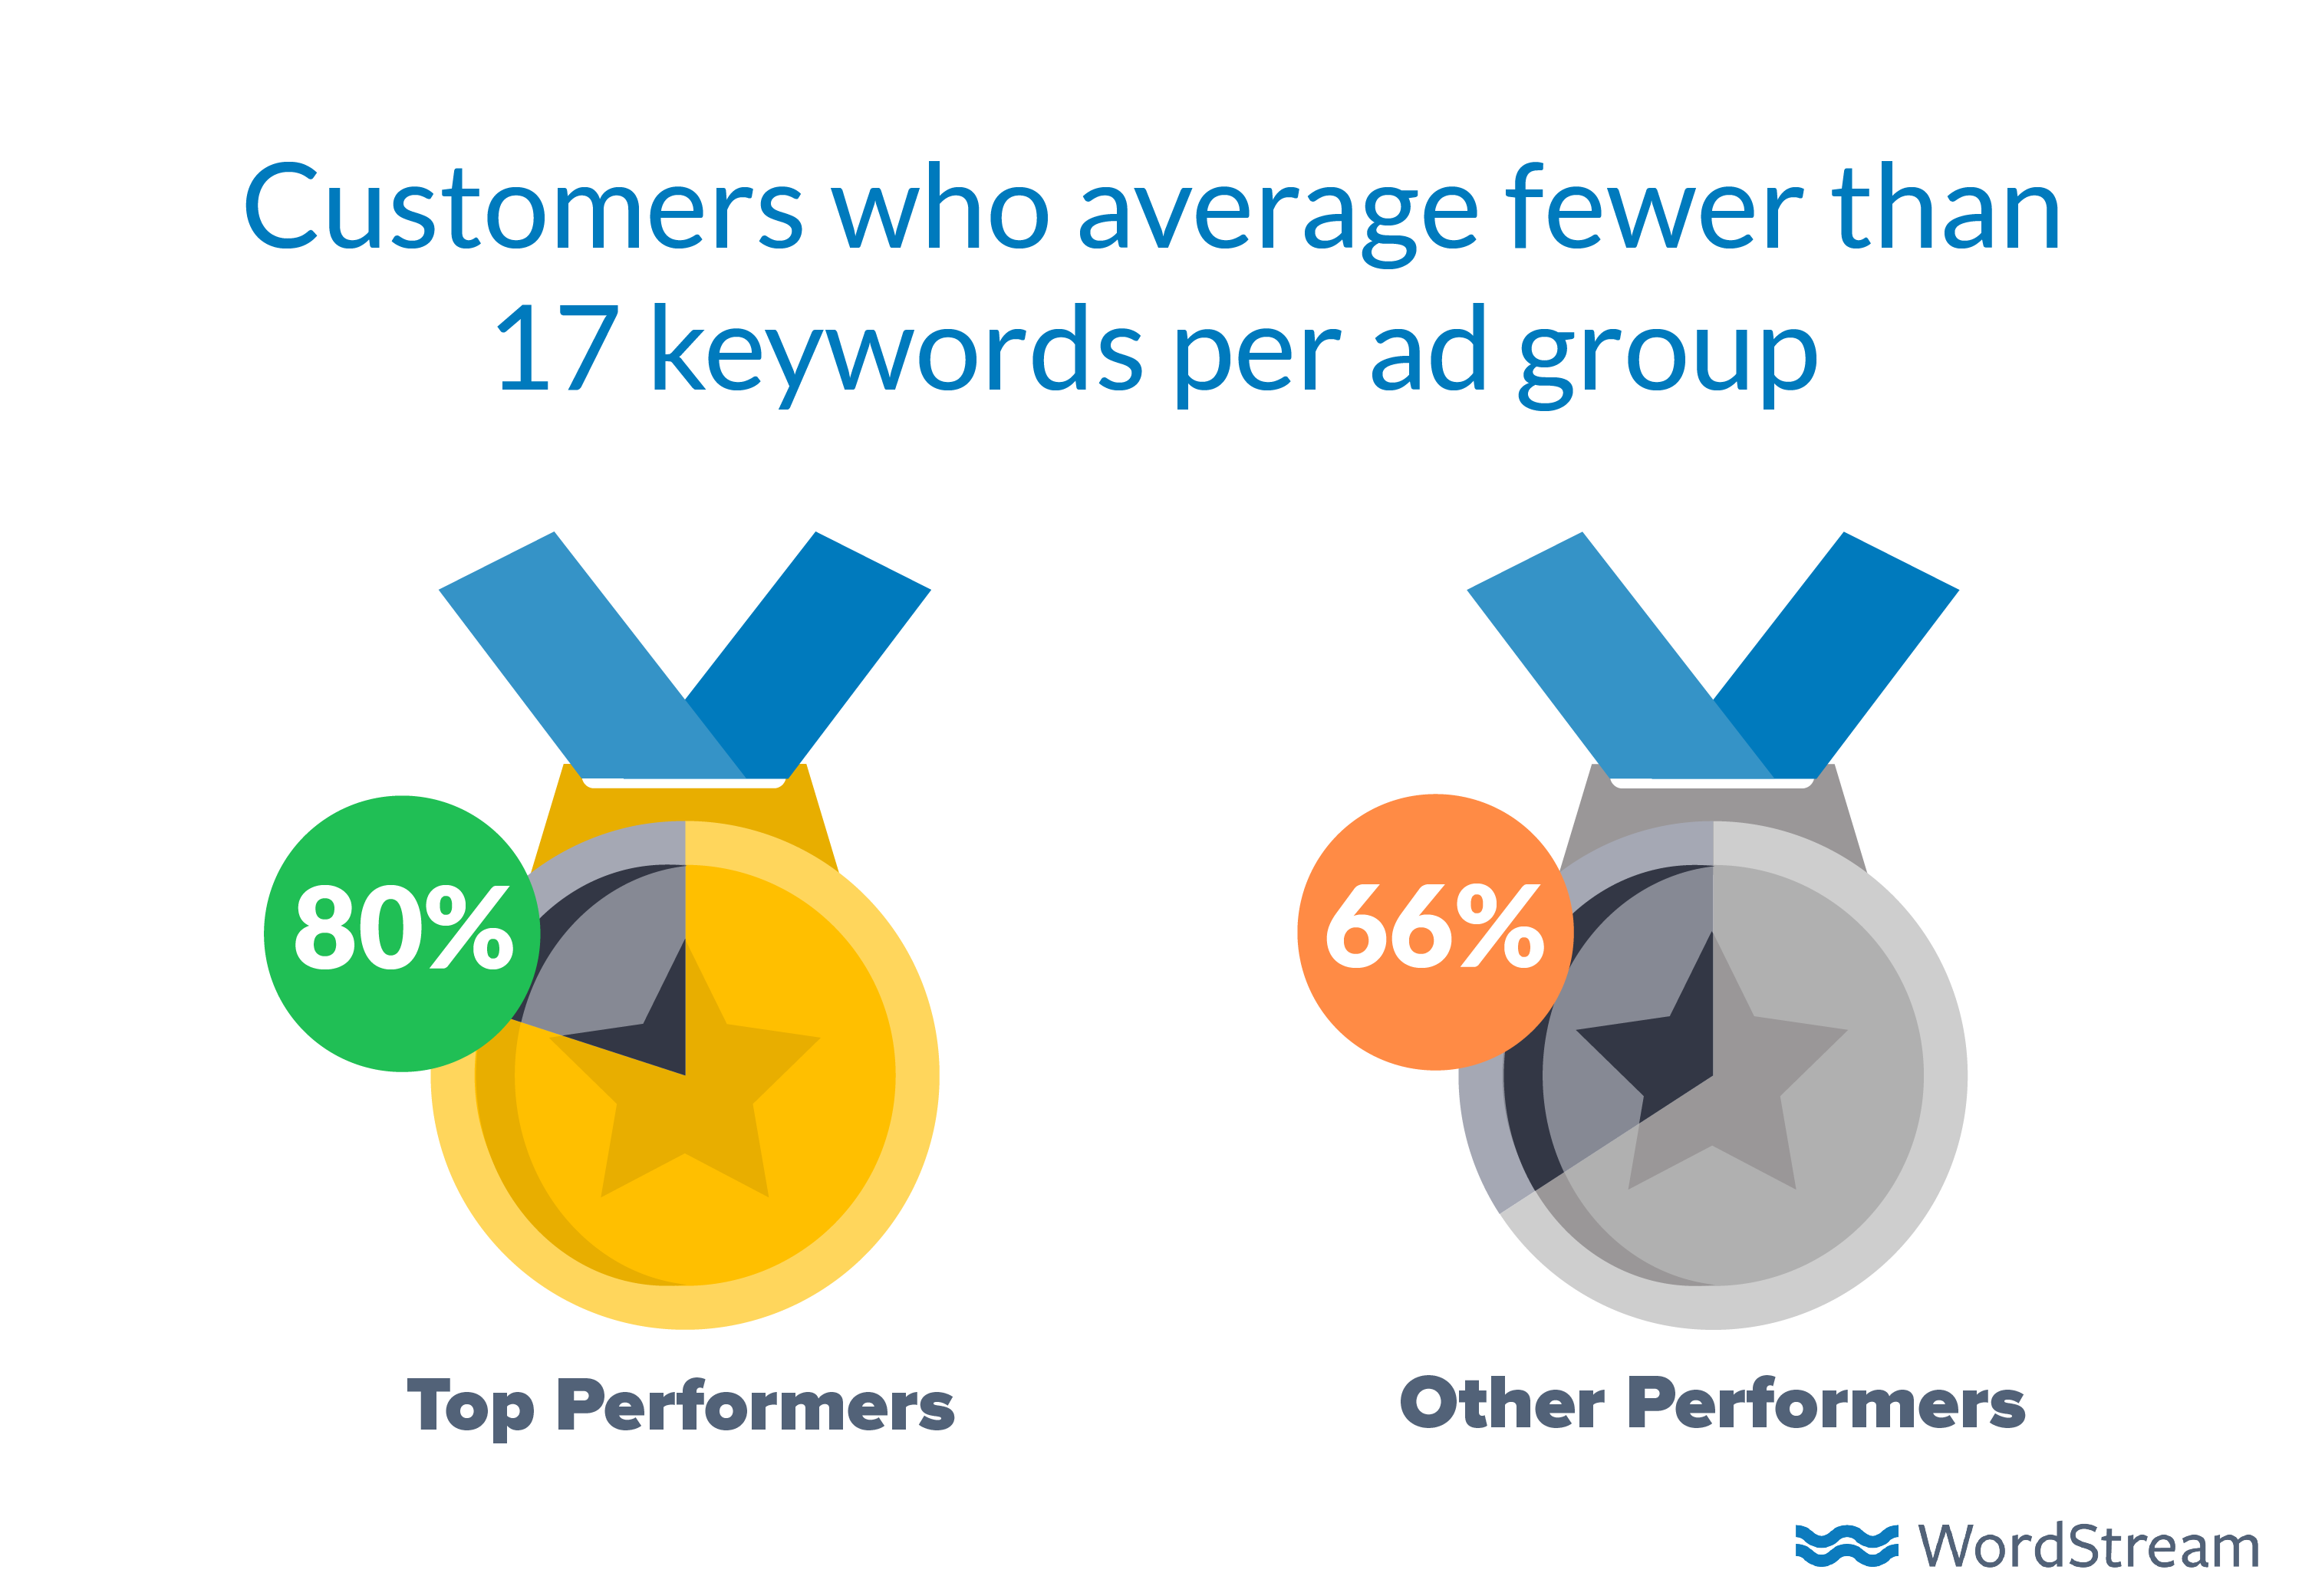 Customers who average fewer than
17 keywords per ad group
80%
66%
Top Performers
Other Performers
WordStream